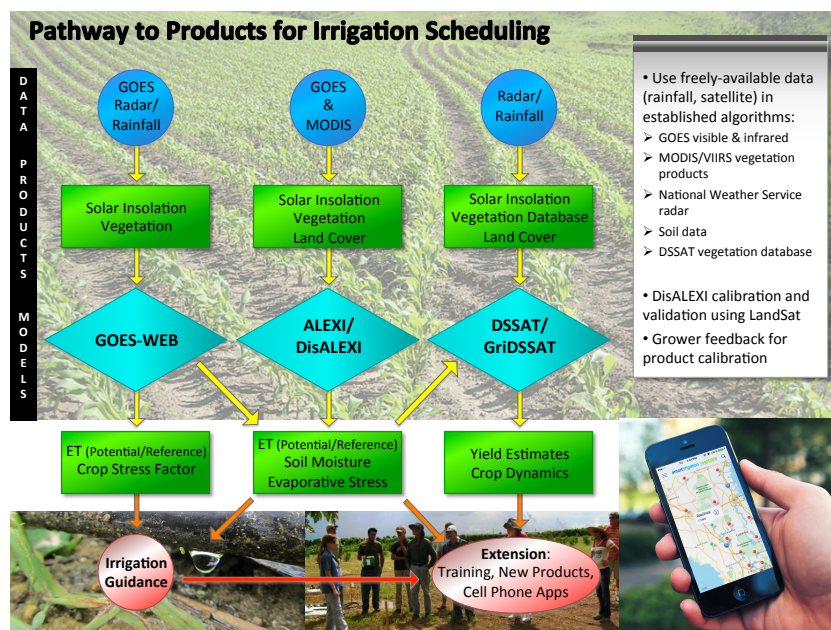 Pathway to Products for Irrigation Scheduling
DATA PRODUCTS MODELS
GOES
Radar/
Rainfall
GOES
&
MODIS
Radar/
Rainfall
Solar Insolation
Vegetation
Solar Insolation
Vegetation
Land Cover
Solar Insolation
Vegetation Database
Land Cover
GOES-WEB
ALEXI/
DisALEXI
DSSAT/
GriDSSAT
ET (Potential/Reference)
Crop Stress Factor
ET (Potential/Reference)
Soil Moisture
Evaporative Stress
Yield Estimates
Crop Dynamics
Irrigation
Guidance
Extension:
Training, New Products,
Cell Phone Apps
• Use freely-available data
(rainfall, satellite) in
established algorithms:
➢ GOES visible & infrared
➢ MODIS/VIIRS vegetation
products
➢ National Weather Service
radar
➢ Soil data
➢ DSSAT vegetation database
• DisALEXI calibration and
validation using LandSat
• Grower feedback for
product calibration